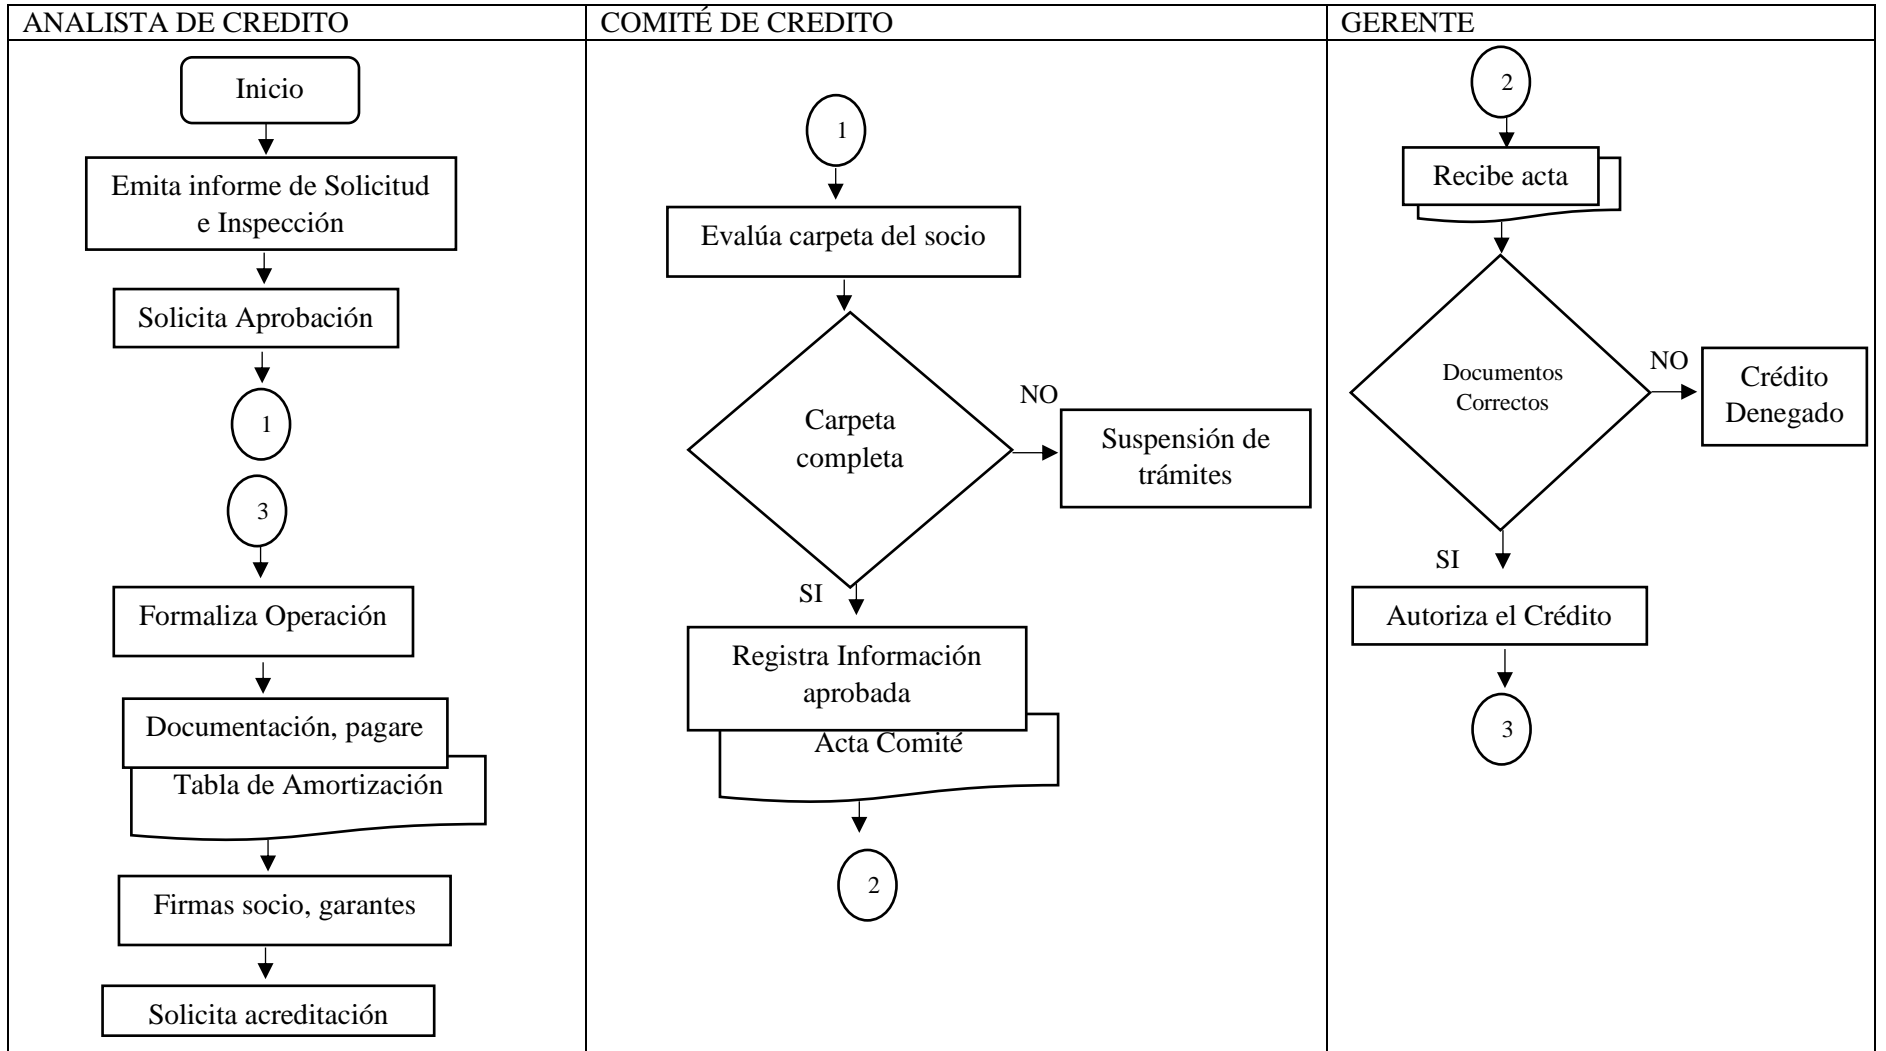 ANALISTA DE CREDITO
Inicio
Emita informe de Solicitud
e Inspección
Solicita Aprobación
1
3
Formaliza Operación
Documentación, pagare
Tabla de Amortización
Firmas socio, garantes
Solicita acreditación
COMITÉ DE CREDITO
1
Evalúa carpeta del socio
Carpeta
completa
NO
Suspensión de
trámites
SI
Registra Información
aprobada
Acta Comité
2
GERENTE
2
Recibe acta
Documentos
Correctos
NO
Crédito
Denegado
SI
Autoriza el Crédito
3